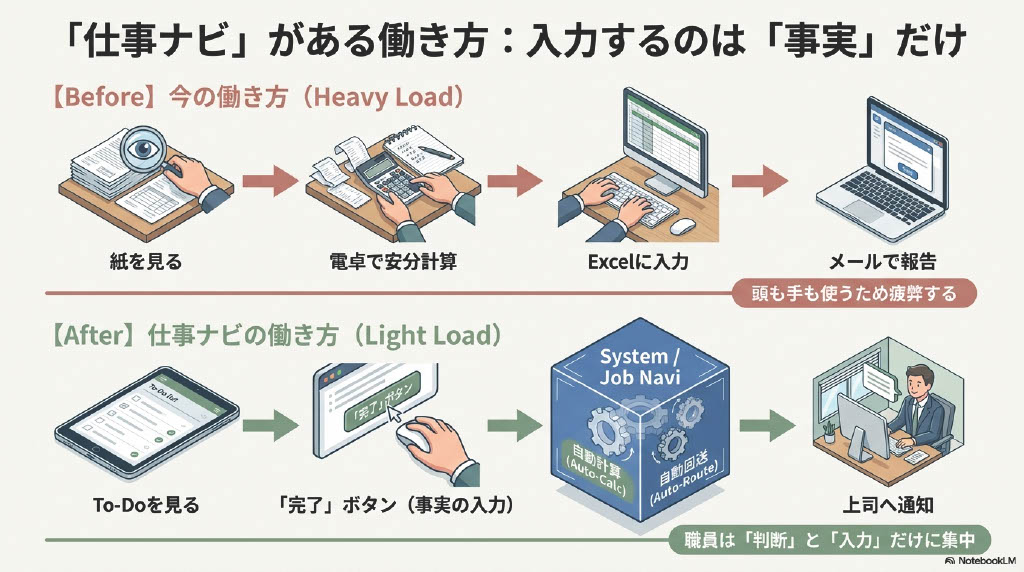 「仕事ナビ」がある働き方：入力するのは「事実」だけ
【Before】今の働き方（Heavy Load）
紙を見る
電卓で安分計算
Excelに入力
メールで報告
頭も手も使うため疲弊する
【After】仕事ナビの働き方（Light Load）
To-Do list
「完了」ボタン
System /
Job Navi
自動計算
(Auto-Calc)
自動回送
(Auto-Route)
To-Doを見る
「完了」ボタン（事実の入力）
上司へ通知
職員は「判断」と「入力」だけに集中
NotebookLM